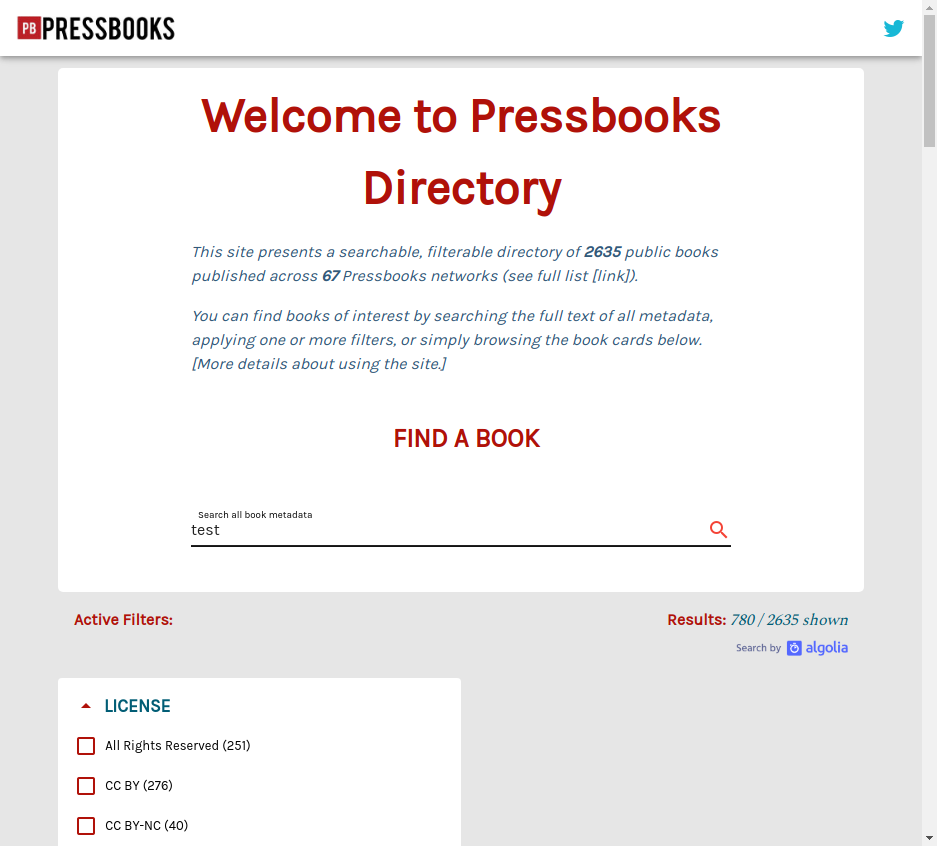 PB PRESSBOOKS
Welcome to Pressbooks
Directory
This site presents a searchable, filterable directory of 2635 public books
published across 67 Pressbooks networks (see full list [link]).
You can find books of interest by searching the full text of all metadata,
applying one or more filters, or simply browsing the book cards below.
[More details about using the site.]
FIND A BOOK
Search all book metadata
test
Active Filters:
Results: 780 / 2635 shown
Search by algolia
LICENSE
All Rights Reserved (251)
CC BY (276)
CC BY-NC (40)